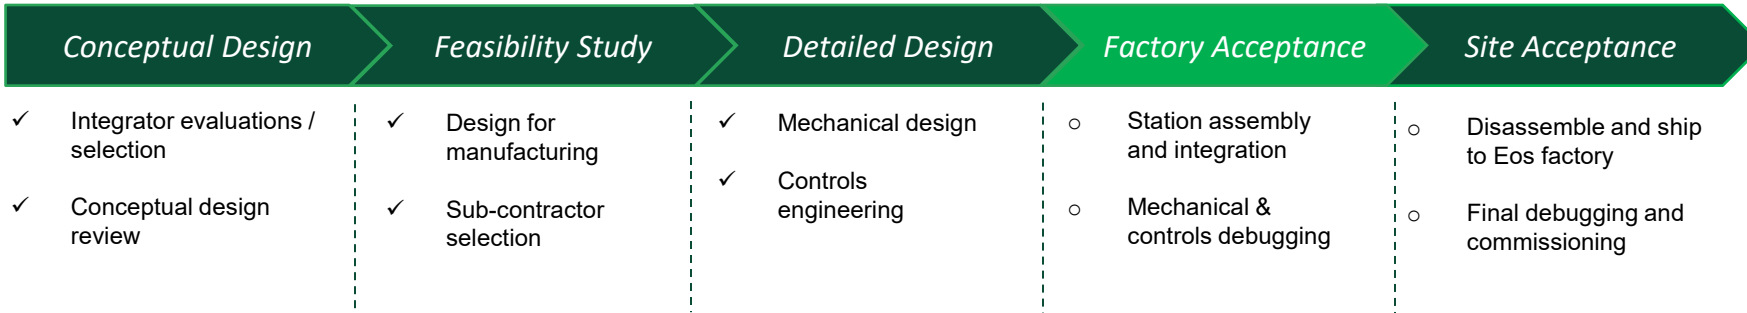 Conceptual Design
Feasibility Study
Detailed Design
Factory Acceptance
Site Acceptance
✓ Integrator evaluations /
selection
✓ Conceptual design
review
✓ Design for
manufacturing
✓ Sub-contractor
selection
✓ Mechanical design
✓ Controls
engineering
o Station assembly
and integration
o Mechanical &
controls debugging
o Disassemble and ship
to Eos factory
o Final debugging and
commissioning